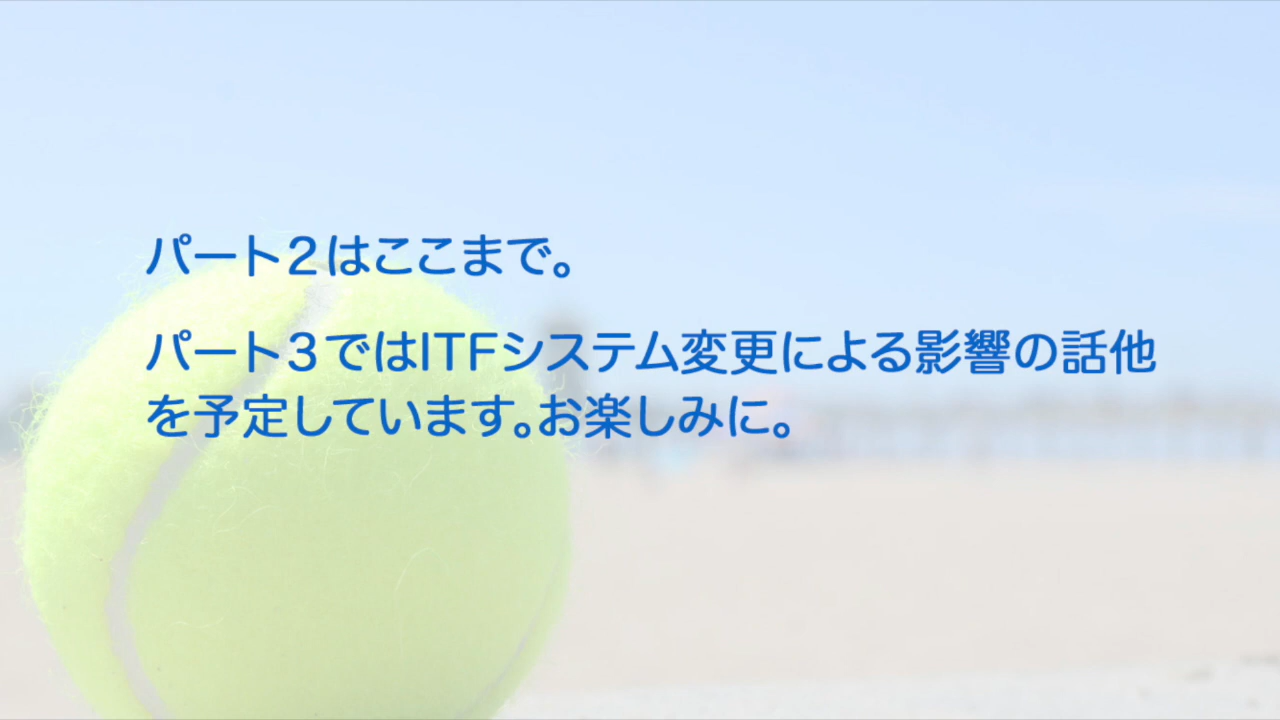 パート２はここまで。
パート３ではITFシステム変更による影響の話他
を予定しています。お楽しみに。